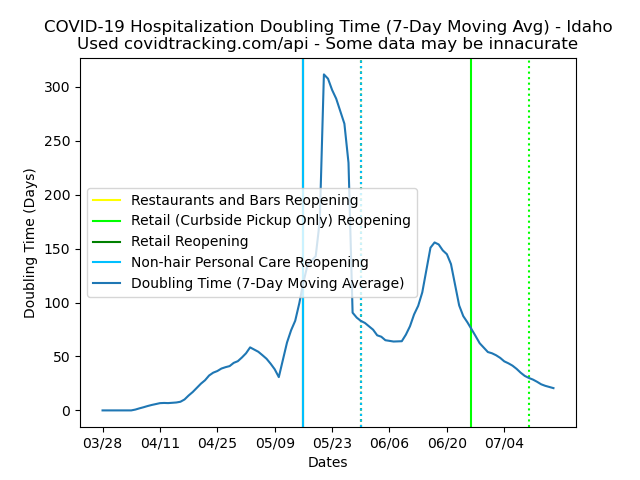 COVID-19 Hospitalization Doubling Time (7-Day Moving Avg) - Idaho
Used covidtracking.com/api - Some data may be innacurate
300
250
200
150
100
50
0
Doubling Time (Days)
Restaurants and Bars Reopening
Retail (Curbside Pickup Only) Reopening
Retail Reopening
Non-hair Personal Care Reopening
Doubling Time (7-Day Moving Average)
03/28 04/11 04/25 05/09 05/23 06/06 06/20 07/04
Dates